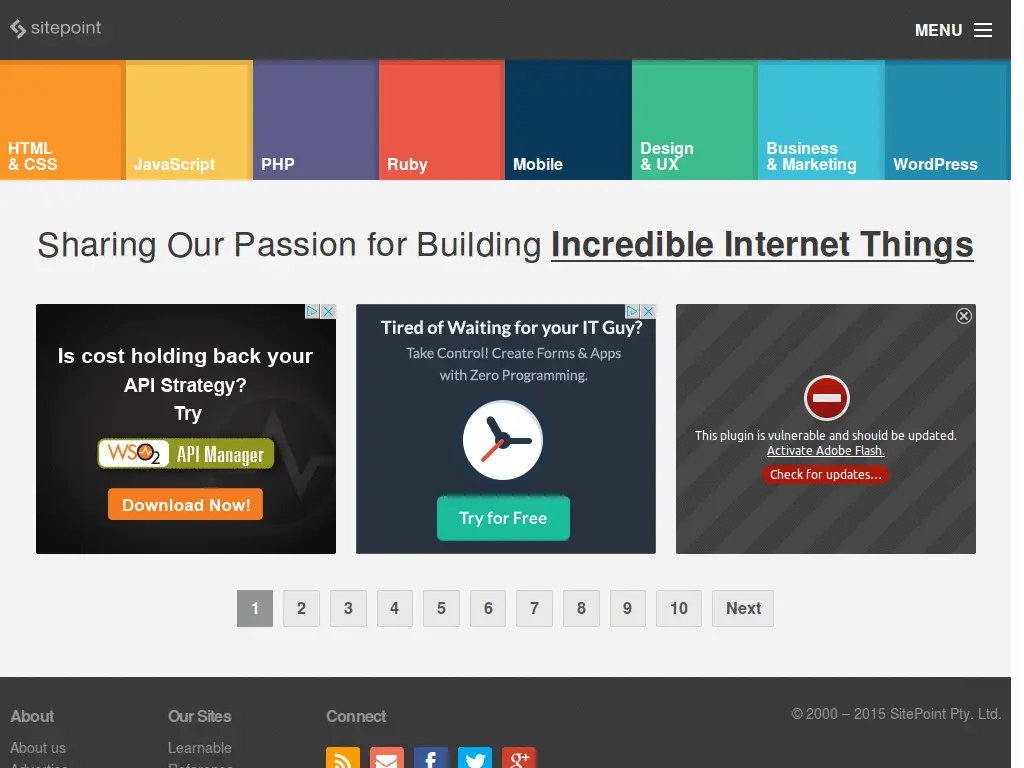 sitepoint
MENU
HTML
& CSS
JavaScript
PHP
Ruby
Mobile
Design
& UX
Business
& Marketing
WordPress
Sharing Our Passion for Building Incredible Internet Things
Is cost holding back your
API Strategy?
Try
WSO2 API Manager
Download Now!
Tired of Waiting for your IT Guy?
Take Control! Create Forms & Apps
with Zero Programming.
Try for Free
This plugin is vulnerable and should be updated.
Activate Adobe Flash.
Check for updates...
1 2 3 4 5 6 7 8 9 10 Next
About
About us
Our Sites
Learnable
Connect
g+
© 2000 – 2015 SitePoint Pty. Ltd.